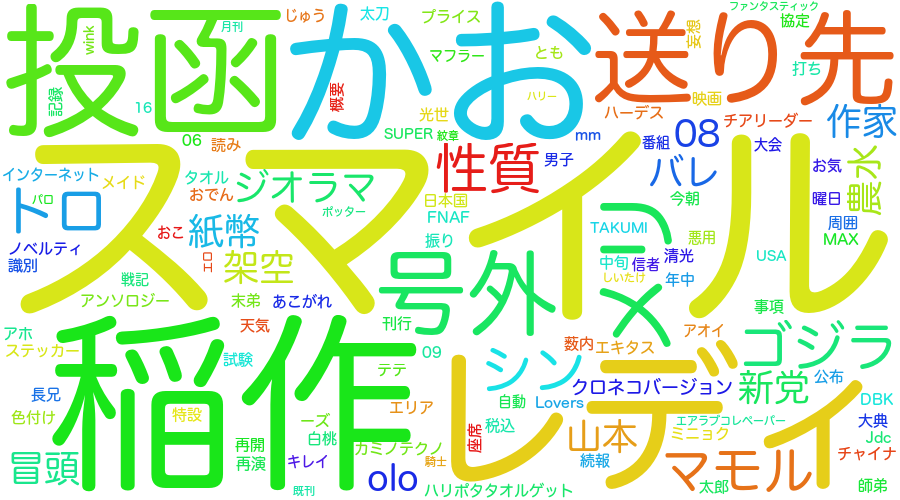 投函
かお
送り先
スマイル
稲作
レディ
号外
コメ
wink
月刊
じゅう
太刀
プライス
ファンタスティック
協定
妄想
マフラー
とも
打ち
記録
16
概要
光世
ハリー
映画
ハーデス
作家
06
読み
SUPER
紋章
mm
08
チアリーダー
番組
大会
インターネット
メイド
タオル
おでん
ジオラマ
性質
男子
バレ
お気
農水
トロ
パロ
ポッター
日本国
FNAF
今朝
曜日
ノベルティ
おこ
紙幣
TAKUMI
周囲
MAX
識別
エロ
架空
振り
悪用
中旬
信者
清光
USA
戦記
しいたけ
年中
アンソロジー
末弟
あこがれ
事項
アホ
天気
刊行
アオイ
ステッカー
試験
09
数内
エキタス
ゴジラ
シン
テテ
クロネコバージョン
新党
公布
長兄
特設
エリア
自動
Lovers
DBK
色付け
ーズ
白桃
税込
エアラブコレペーパー
大典
再開
カミノテクノ
座席
山本
ミニョク
Jdc
冒頭
再演
キレイ
騎士
続報
マモル
チャイナ
olo
既刊
ハリポタタオルゲット
太郎
師弟